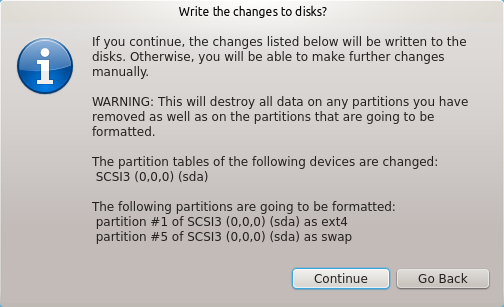 Write the changes to disks?
If you continue, the changes listed below will be written to the
disks. Otherwise, you will be able to make further changes
manually.
WARNING: This will destroy all data on any partitions you have
removed as well as on the partitions that are going to be
formatted.
The partition tables of the following devices are changed:
SCSI3 (0,0,0) (sda)
The following partitions are going to be formatted:
partition #1 of SCSI3 (0,0,0) (sda) as ext4
partition #5 of SCSI3 (0,0,0) (sda) as swap
Continue
Go Back